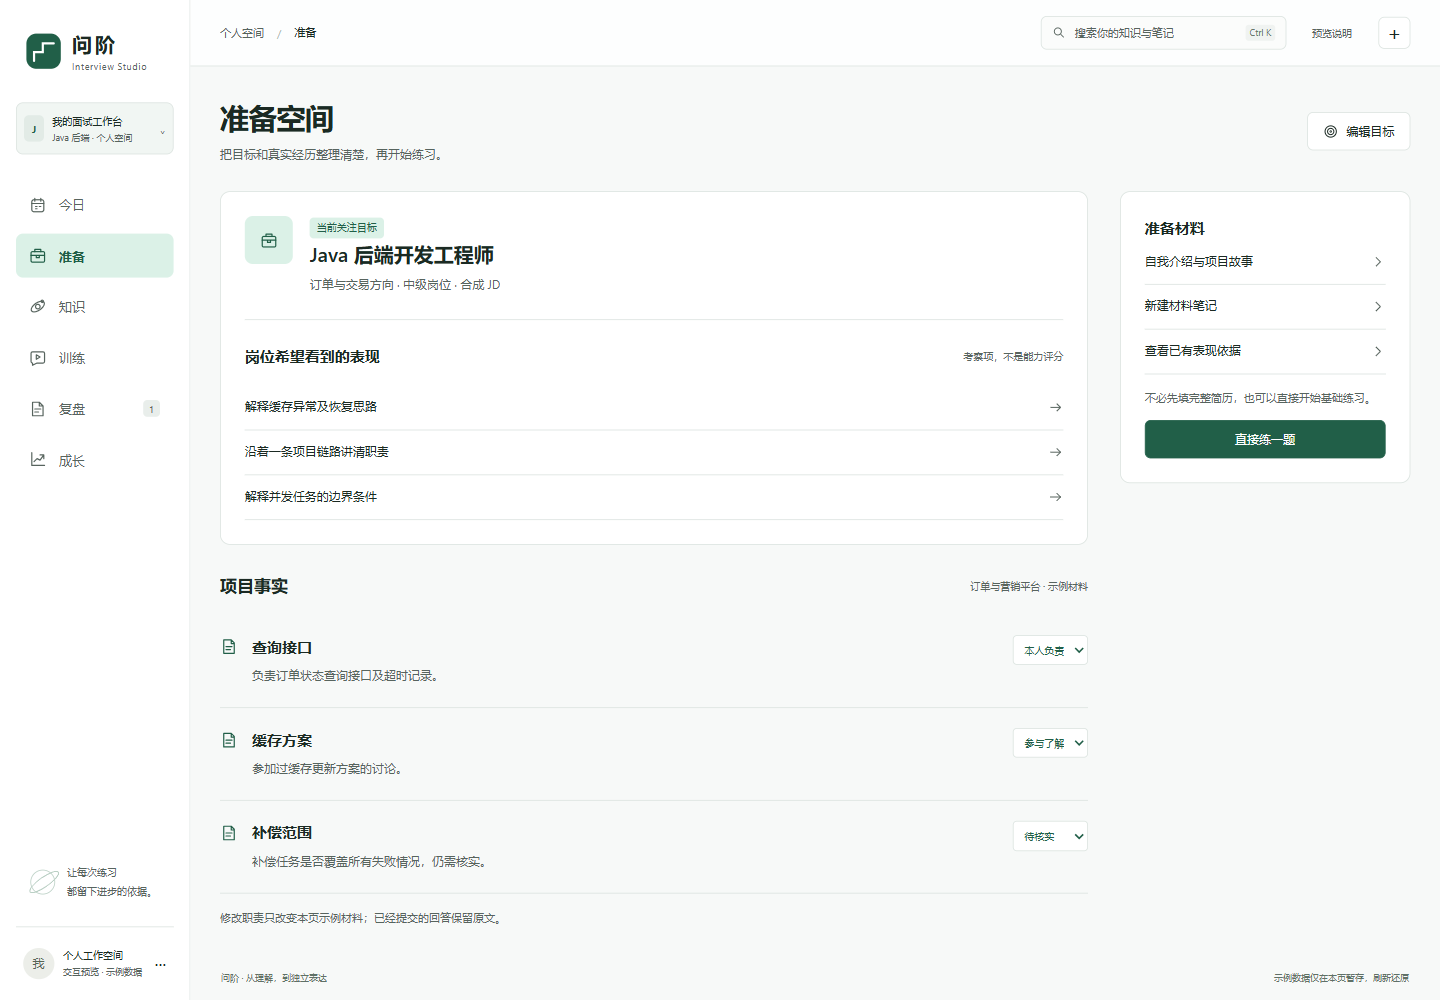 问阶
Interview Studio
J
我的面试工作台
Java 后端 · 个人空间
今日
准备
知识
训练
复盘
1
成长
让每次练习
都留下进步的依据。
我
个人工作空间
交互预览 · 示例数据
个人空间 / 准备
搜索你的知识与笔记
Ctrl K
预览说明
准备空间
把目标和真实经历整理清楚，再开始练习。
编辑目标
当前关注目标
Java 后端开发工程师
订单与交易方向 · 中级岗位 · 合成 JD
岗位希望看到的表现
考察项，不是能力评分
解释缓存异常及恢复思路
沿着一条项目链路讲清职责
解释并发任务的边界条件
准备材料
自我介绍与项目故事
新建材料笔记
查看已有表现依据
不必先填完整简历，也可以直接开始基础练习。
直接练一题
项目事实
订单与营销平台 · 示例材料
查询接口
负责订单状态查询接口及超时记录。
本人负责
缓存方案
参加过缓存更新方案的讨论。
参与了解
补偿范围
补偿任务是否覆盖所有失败情况，仍需核实。
待核实
修改职责只改变本页示例材料；已经提交的回答保留原文。
问阶 · 从理解，到独立表达
示例数据仅在本页暂存，刷新还原